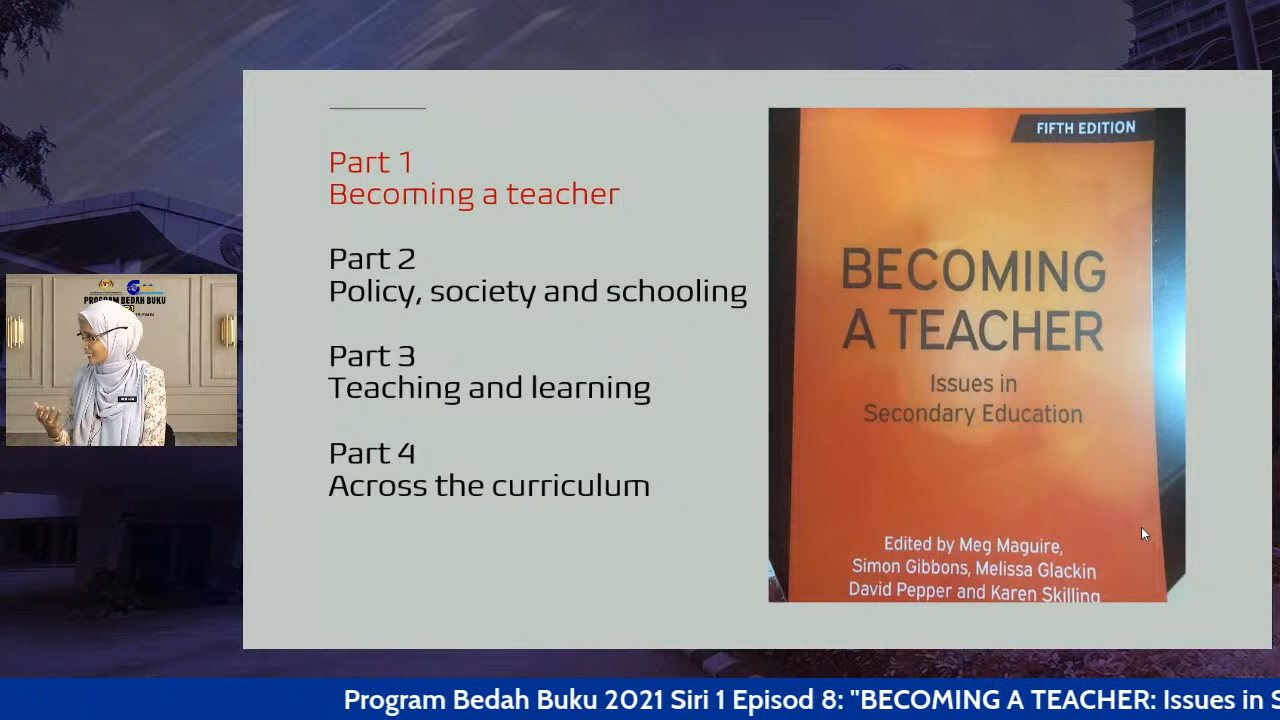 Part 1
Becoming a teacher
Part 2
Policy, society and schooling
Part 3
Teaching and learning
Part 4
Across the curriculum
FIFTH EDITION
BECOMING
A TEACHER
Issues in
Secondary Education
Edited by Meg Maguire,
Simon Gibbons, Melissa Glackin
David Pepper and Karen Skilling
PROGRAM BEDAH BUKU
Program Bedah Buku 2021 Siri 1 Episod 8: "BECOMING A TEACHER: Issues in S